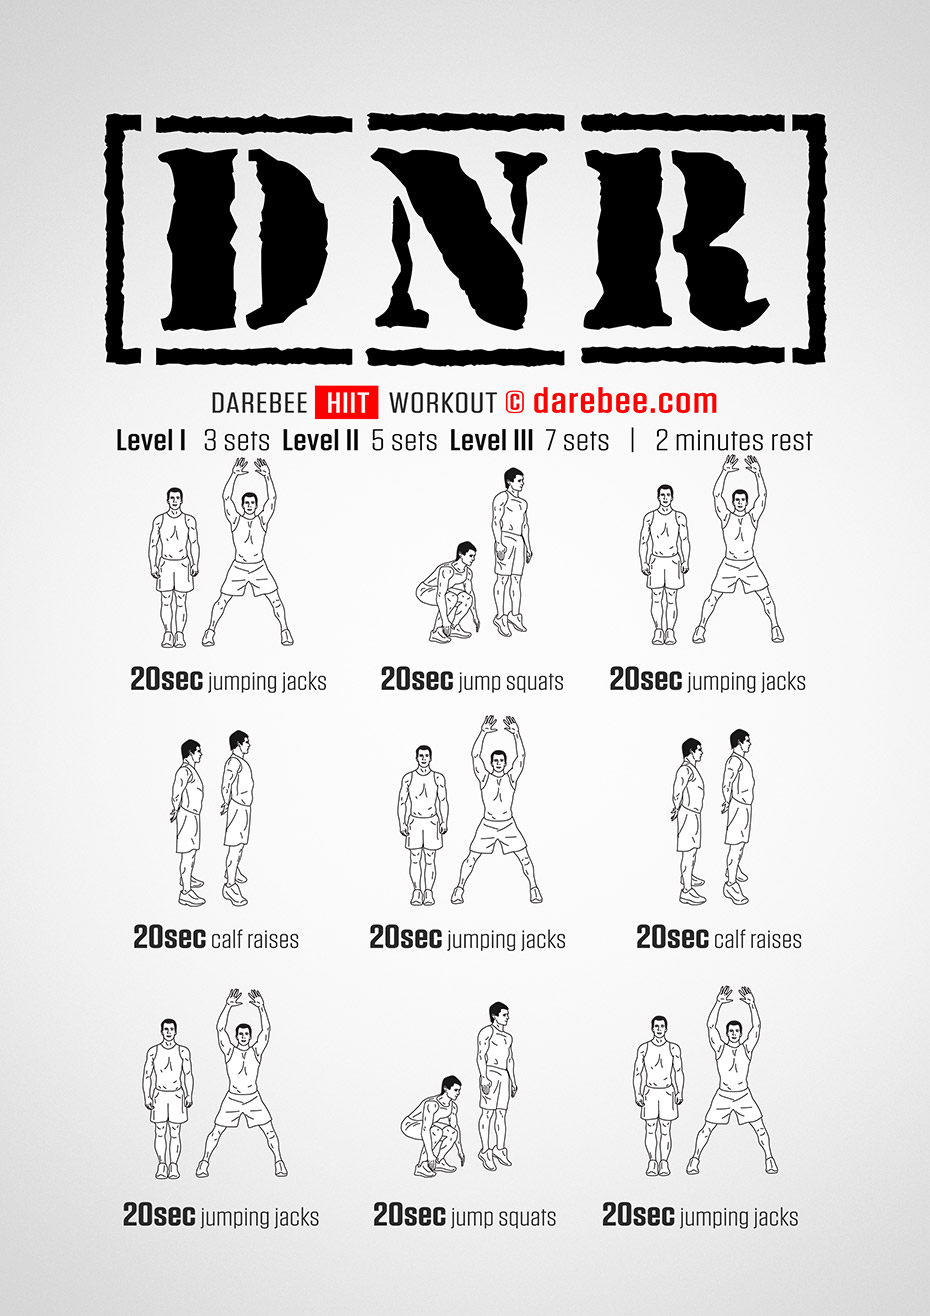 DNR
DAREBEE HIIT WORKOUT © darebee.com
Level I 3 sets Level II 5 sets Level III 7 sets | 2 minutes rest
20sec jumping jacks
20sec jump squats
20sec jumping jacks
20sec calf raises
20sec jumping jacks
20sec calf raises
20sec jumping jacks
20sec jump squats
20sec jumping jacks